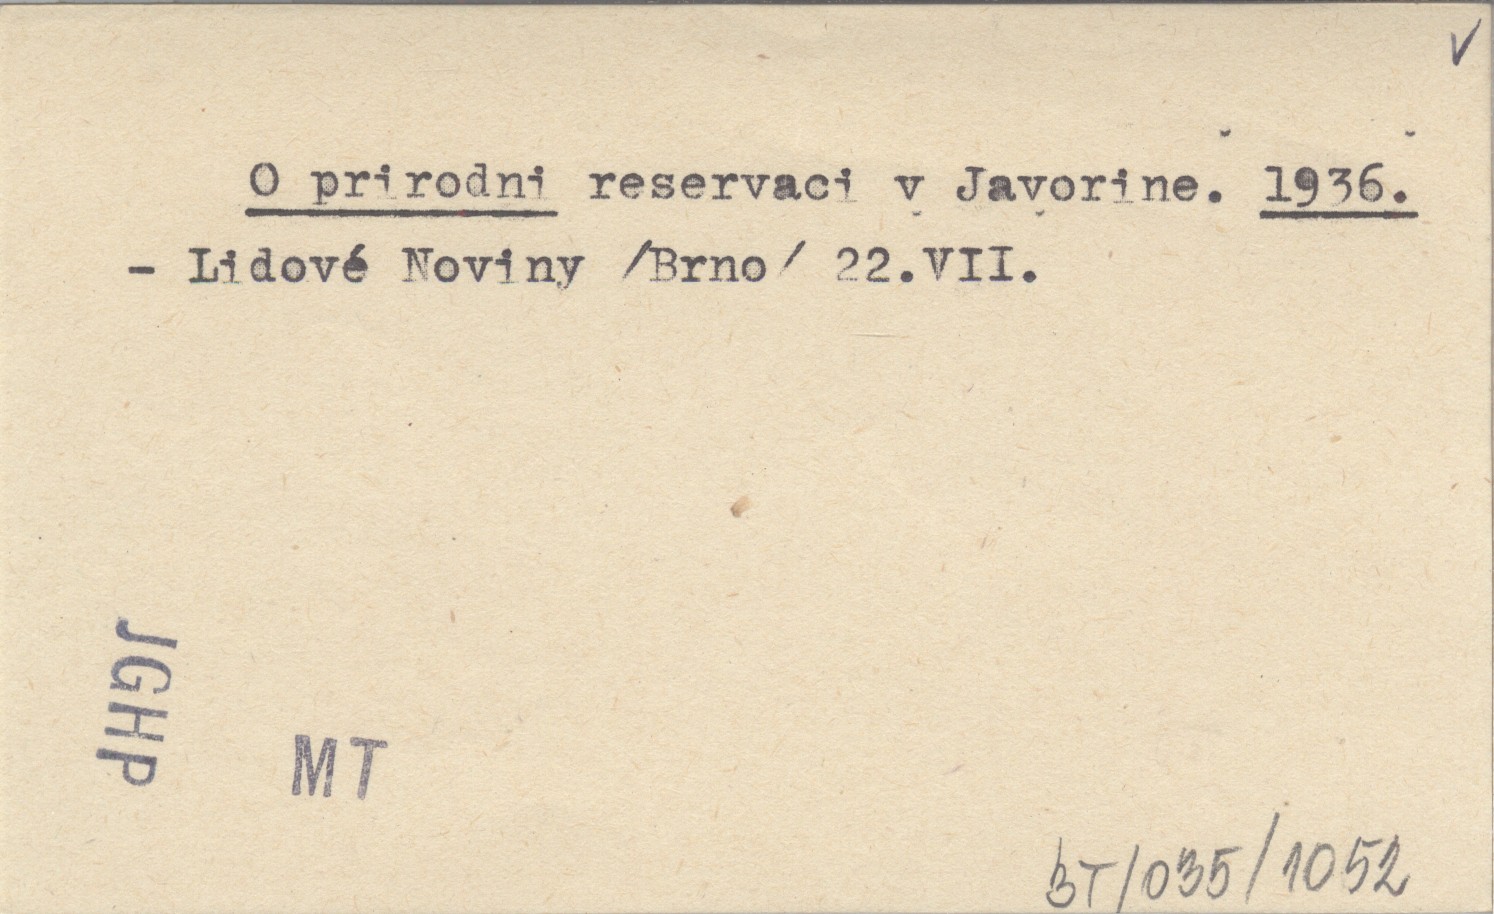 O prirodni reservaci v Javorine. 1936.
- Lidové Noviny /Brno/ 22.VII.
JGHP
MT
BT/035/1052